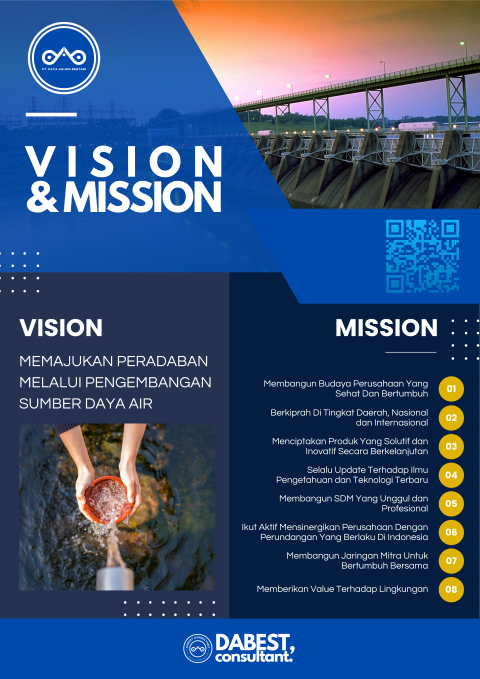 PT. DAYA AGUNG BESTARI
VISION
& MISSION
VISION
MEMAJUKAN PERADABAN
MELALUI PENGEMBANGAN
SUMBER DAYA AIR
MISSION
Membangun Budaya Perusahaan Yang
Sehat Dan Bertumbuh
01
Berkiprah Di Tingkat Daerah, Nasional
dan Internasional
02
Menciptakan Produk Yang Solutif dan
Inovatif Secara Berkelanjutan
03
Selalu Update Terhadap Ilmu
Pengetahuan dan Teknologi Terbaru
04
Membangun SDM Yang Unggul dan
Profesional
05
Ikut Aktif Mensinergikan Perusahaan Dengan
Perundangan Yang Berlaku Di Indonesia
06
Membangun Jaringan Mitra Untuk
Bertumbuh Bersama
07
Memberikan Value Terhadap Lingkungan
08
DABEST,
consultant.